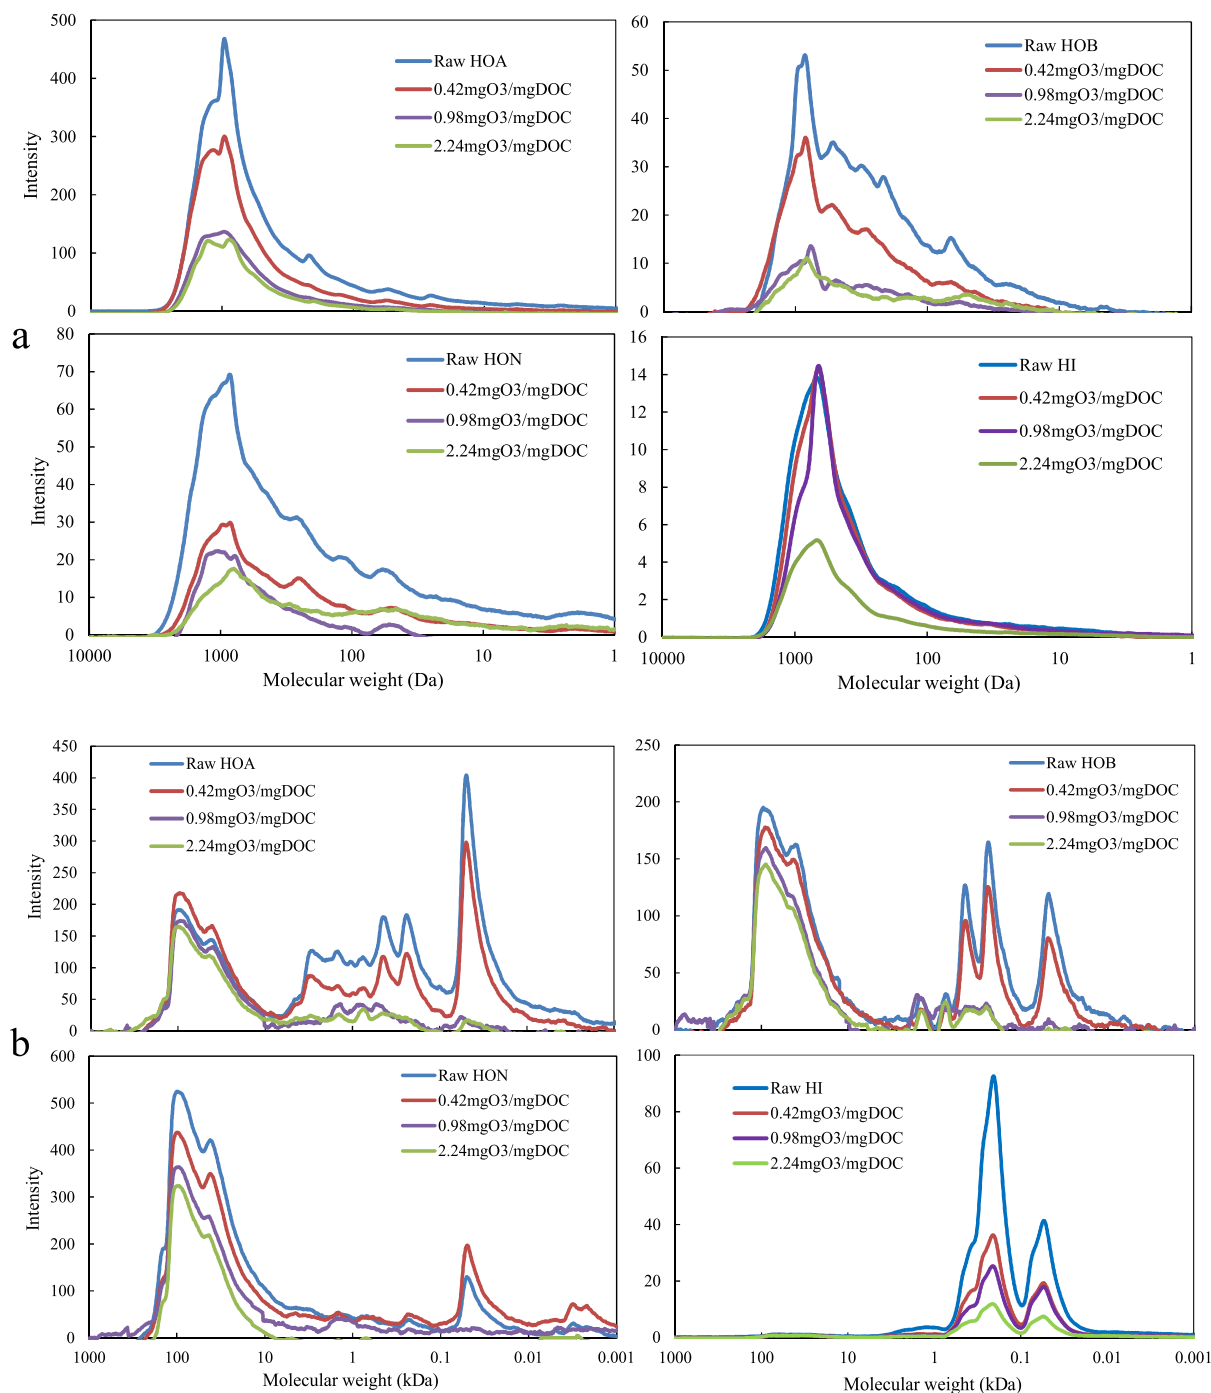 500
400
300
200
100
0
Intensity
Raw HOA
0.42mgO3/mgDOC
0.98mgO3/mgDOC
2.24mgO3/mgDOC
60
50
40
30
20
10
0
Raw HOB
0.42mgO3/mgDOC
0.98mgO3/mgDOC
2.24mgO3/mgDOC
a
80
70
60
50
40
30
20
10
0
Intensity
Raw HON
0.42mgO3/mgDOC
0.98mgO3/mgDOC
2.24mgO3/mgDOC
10000 1000 100 10 1
Molecular weight (Da)
16
14
12
10
8
6
4
2
0
Raw HI
0.42mgO3/mgDOC
0.98mgO3/mgDOC
2.24mgO3/mgDOC
10000 1000 100 10 1
Molecular weight (Da)
450
400
350
300
250
200
150
100
50
0
Intensity
Raw HOA
0.42mgO3/mgDOC
0.98mgO3/mgDOC
2.24mgO3/mgDOC
250
200
150
100
50
0
Raw HOB
0.42mgO3/mgDOC
0.98mgO3/mgDOC
2.24mgO3/mgDOC
b
600
500
400
300
200
100
0
Intensity
Raw HON
0.42mgO3/mgDOC
0.98mgO3/mgDOC
2.24mgO3/mgDOC
1000 100 10 1 0.1 0.01 0.001
Molecular weight (kDa)
100
80
60
40
20
0
Raw HI
0.42mgO3/mgDOC
0.98mgO3/mgDOC
2.24mgO3/mgDOC
1000 100 10 1 0.1 0.01 0.001
Molecular weight (kDa)